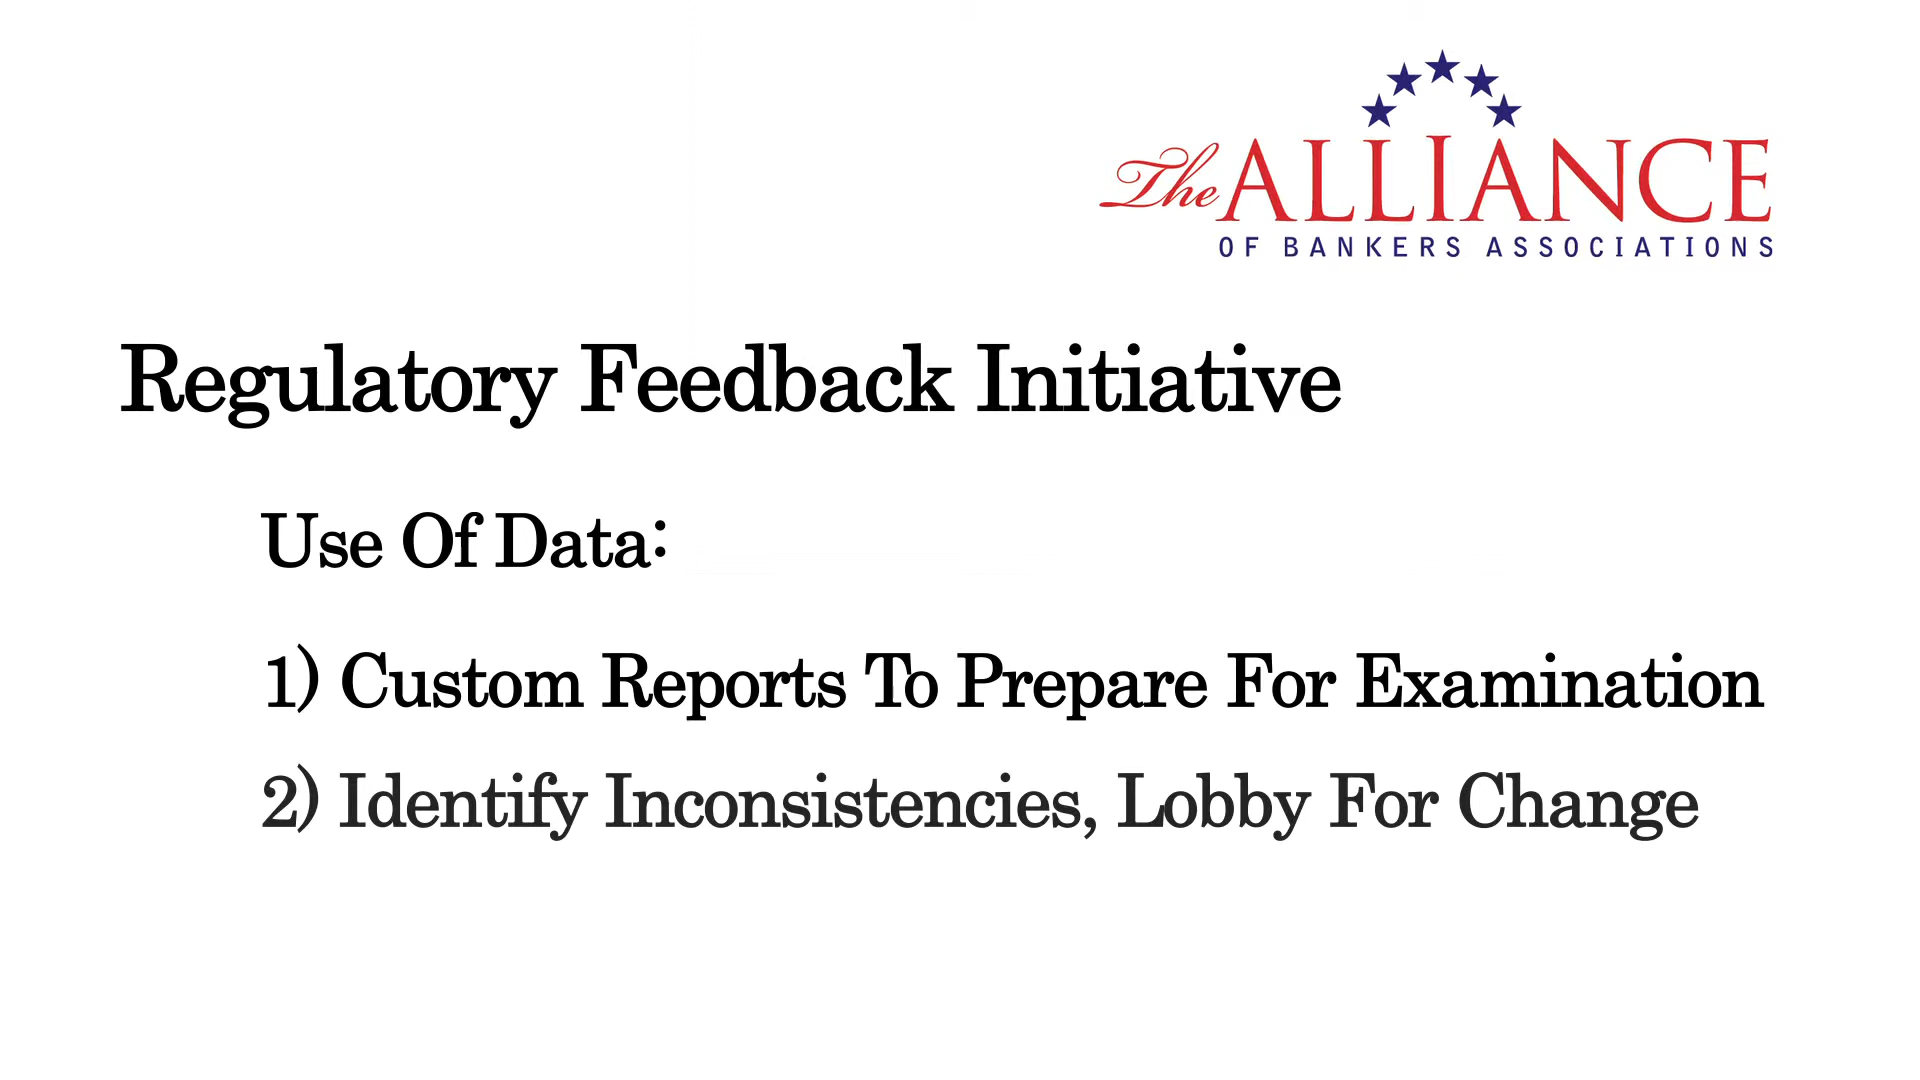 The ALLIANCE
OF BANKERS ASSOCIATIONS
Regulatory Feedback Initiative
Use Of Data:
1) Custom Reports To Prepare For Examination
2) Identify Inconsistencies, Lobby For Change